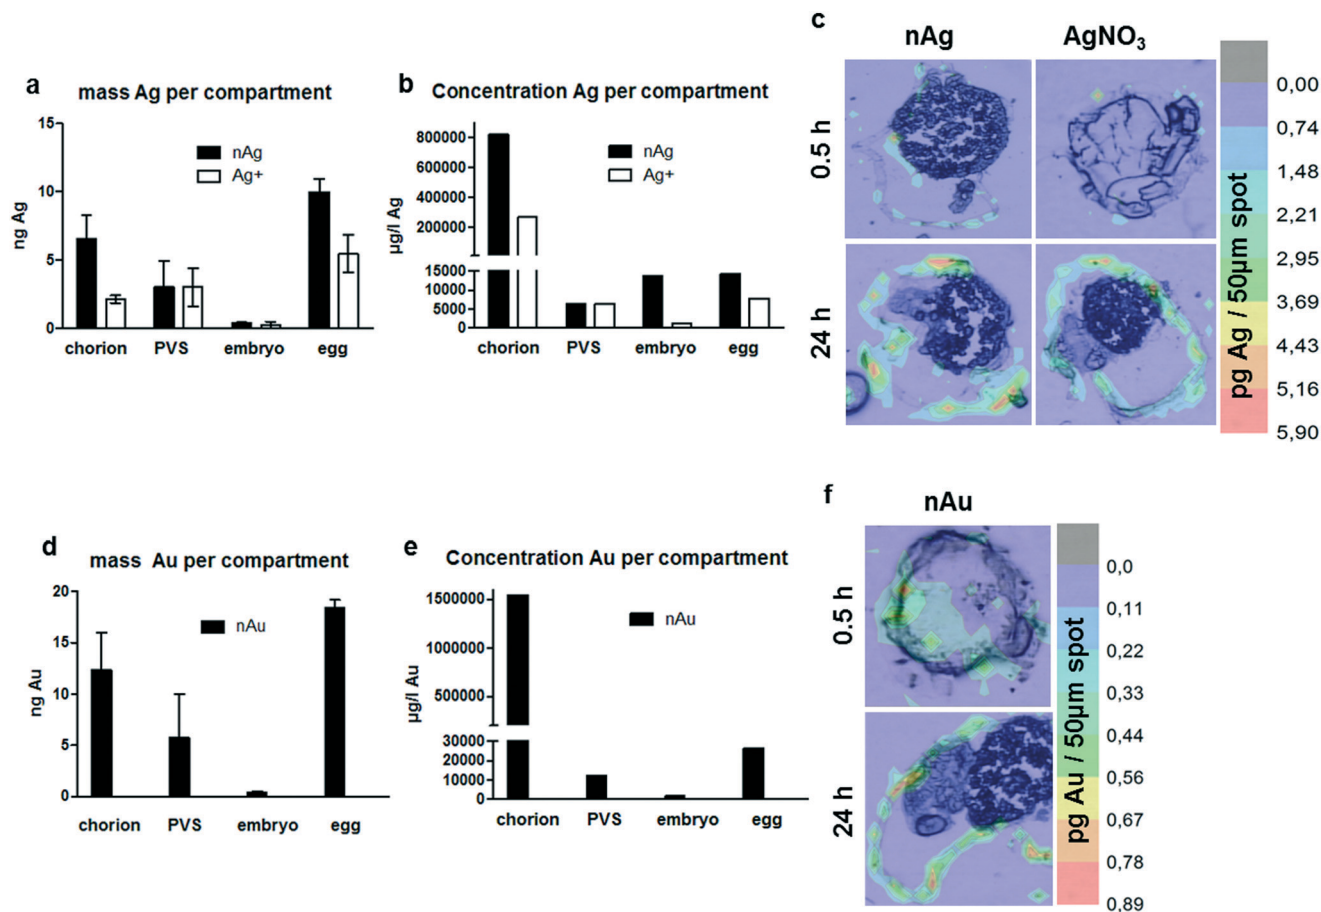 a
mass Ag per compartment
15
10
5
0
ng Ag
nAg
Ag+
chorion PVS embryo egg
b
Concentration Ag per compartment
800000
600000
400000
200000
15000
10000
5000
0
µg/l Ag
nAg
Ag+
chorion PVS embryo egg
c
nAg AgNO3
0.5 h
24 h
pg Ag / 50µm spot
0,00
0,74
1,48
2,21
2,95
3,69
4,43
5,16
5,90
d
mass Au per compartment
20
15
10
5
0
ng Au
nAu
chorion PVS embryo egg
e
Concentration Au per compartment
1500000
1000000
500000
30000
20000
10000
0
µg/l Au
nAu
chorion PVS embryo egg
f
nAu
0.5 h
24 h
pg Au / 50µm spot
0,0
0,11
0,22
0,33
0,44
0,56
0,67
0,78
0,89